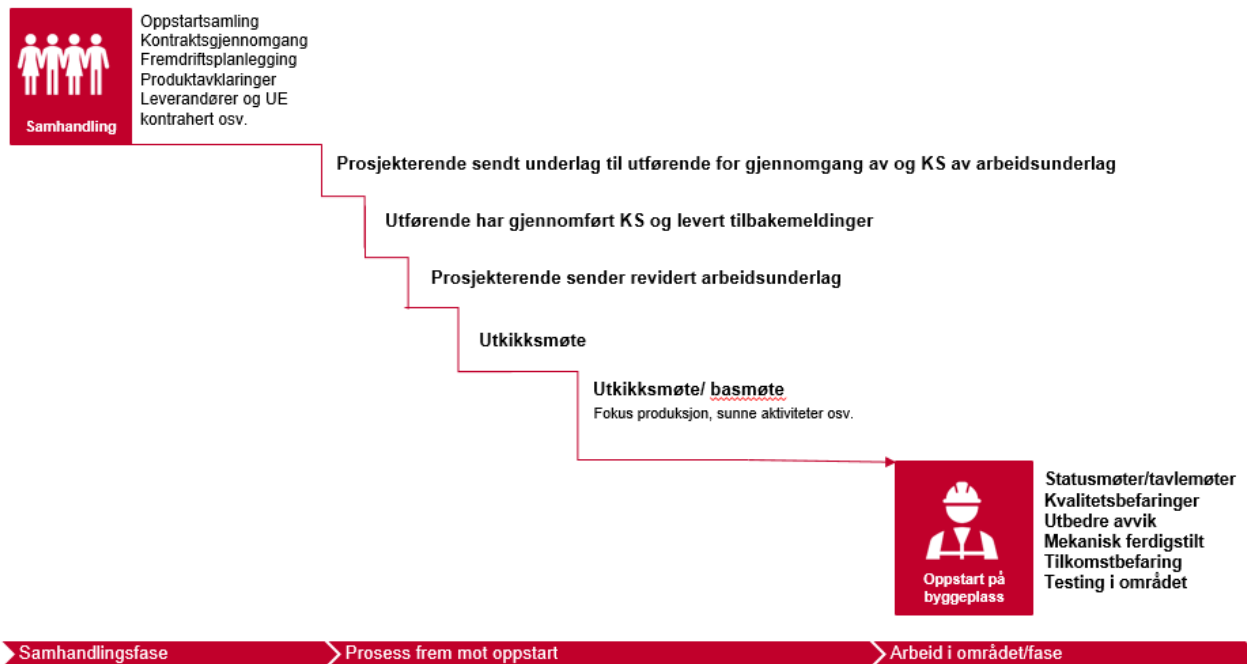 Oppstartsamling
Kontraktsgjennomgang
Fremdriftsplanlegging
Produktavklaringer
Leverandører og UE
kontrahert osv.
Samhandling
Prosjekterende sendt underlag til utførende for gjennomgang av og KS av arbeidsunderlag
Utførende har gjennomført KS og levert tilbakemeldinger
Prosjekterende sender revidert arbeidsunderlag
Utkikksmøte
Utkikksmøte/ basmøte
Fokus produksjon, sunne aktiviteter osv.
Statusmøter/tavlemøter
Kvalitetsbefaringer
Utbedre avvik
Mekanisk ferdigstilt
Tilkomstbefaring
Testing i området
Oppstart på
byggeplass
Samhandlingsfase
Prosess frem mot oppstart
Arbeid i området/fase